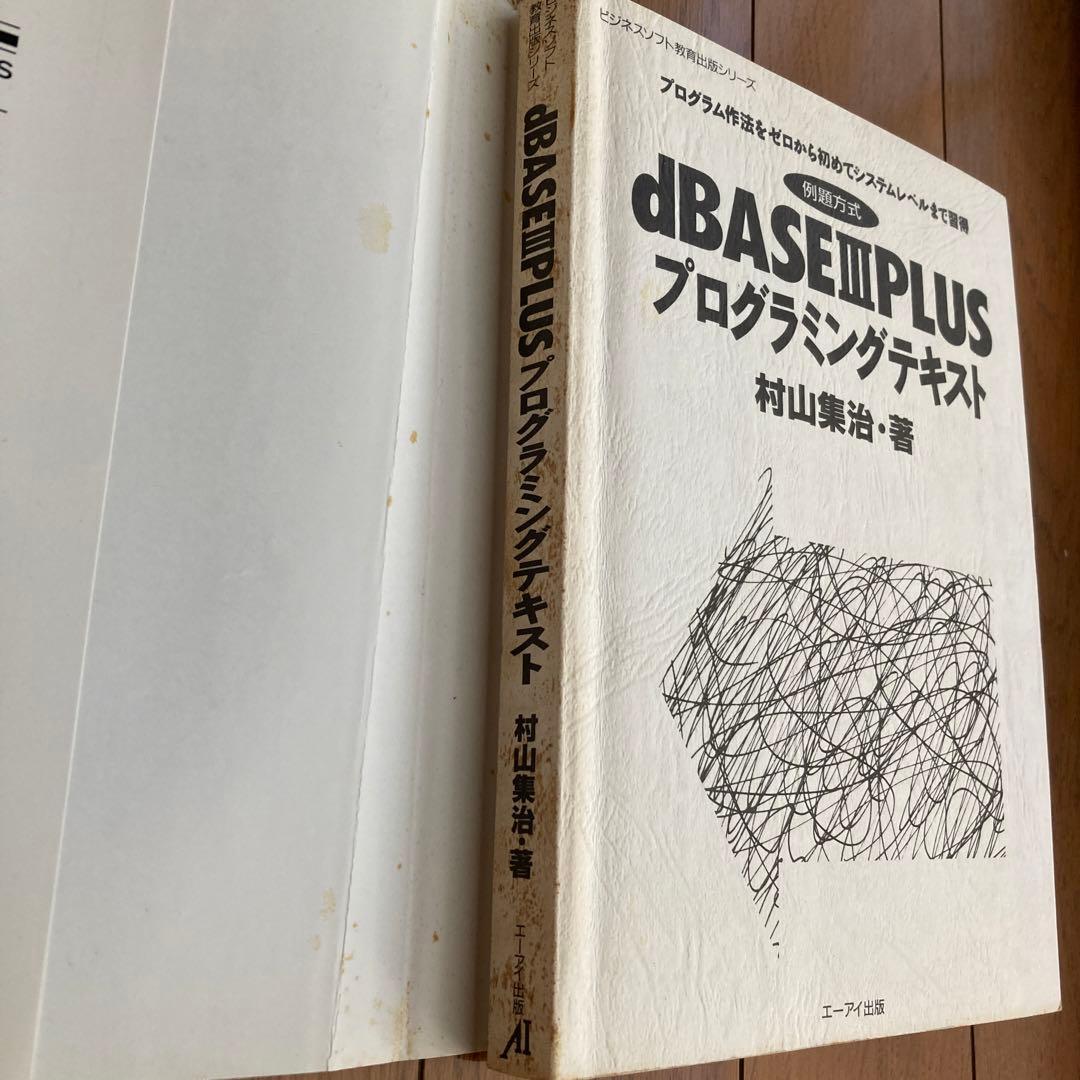 S
ビジネスソフト
教育出版シリーズ
dBASEⅢPLUSプログラミングテキスト
村山集治・著
エーアイ出版
AI
ビジネスソフト教育出版シリーズ
プログラム作法をゼロから初めてシステムレベルまで習得
例題方式
dBASEⅢPLUS
プログラミングテキスト
村山集治・著
エーアイ出版